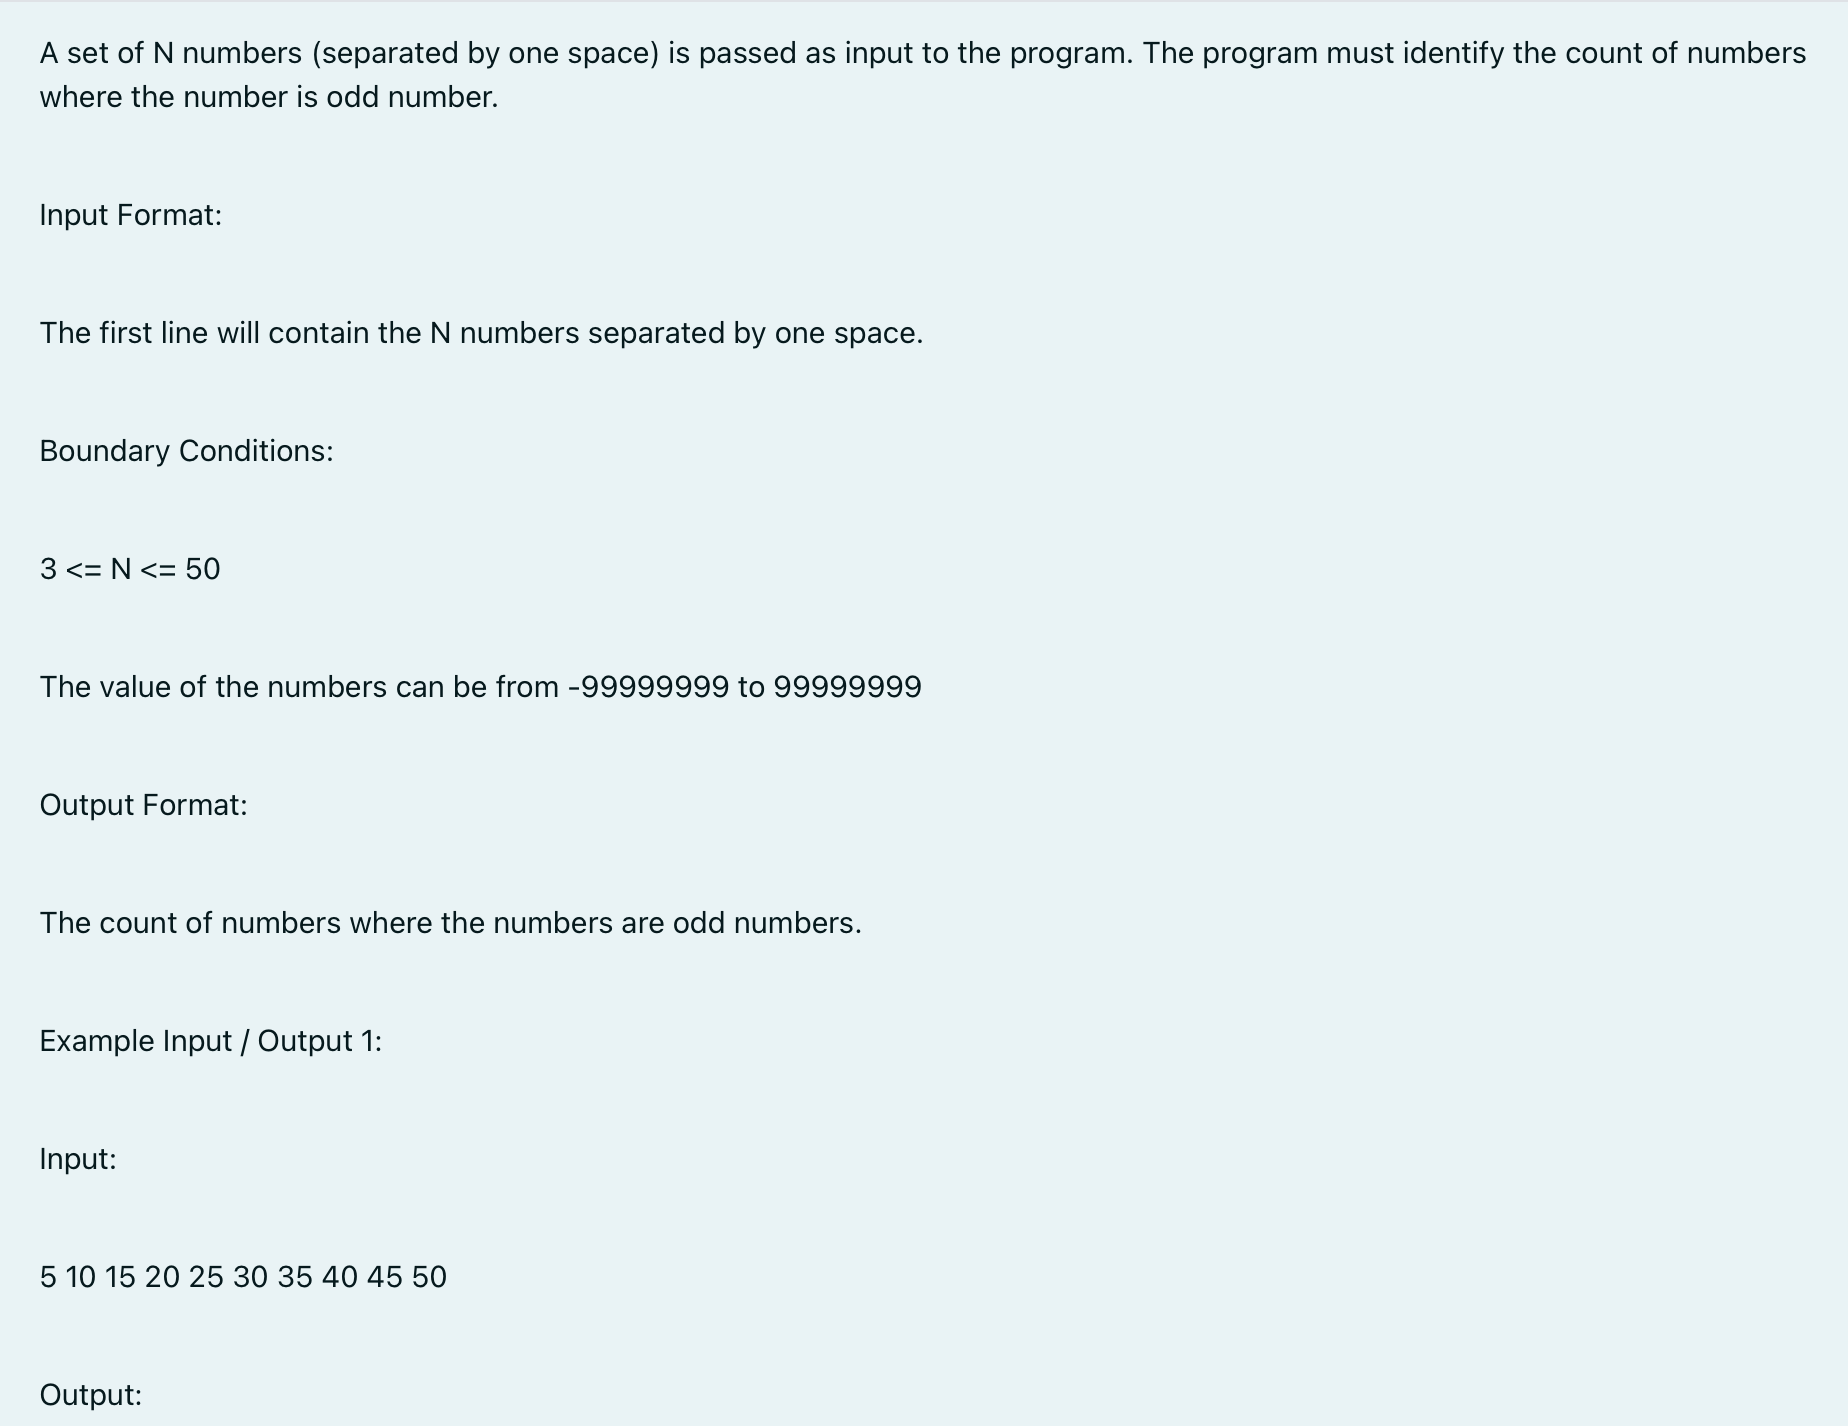 A set of N numbers (separated by one space) is passed as input to the program. The program must identify the count of numbers
where the number is odd number.
Input Format:
The first line will contain the N numbers separated by one space.
Boundary Conditions:
3 <= N <= 50
The value of the numbers can be from -99999999 to 99999999
Output Format:
The count of numbers where the numbers are odd numbers.
Example Input / Output 1:
Input:
5 10 15 20 25 30 35 40 45 50
Output: